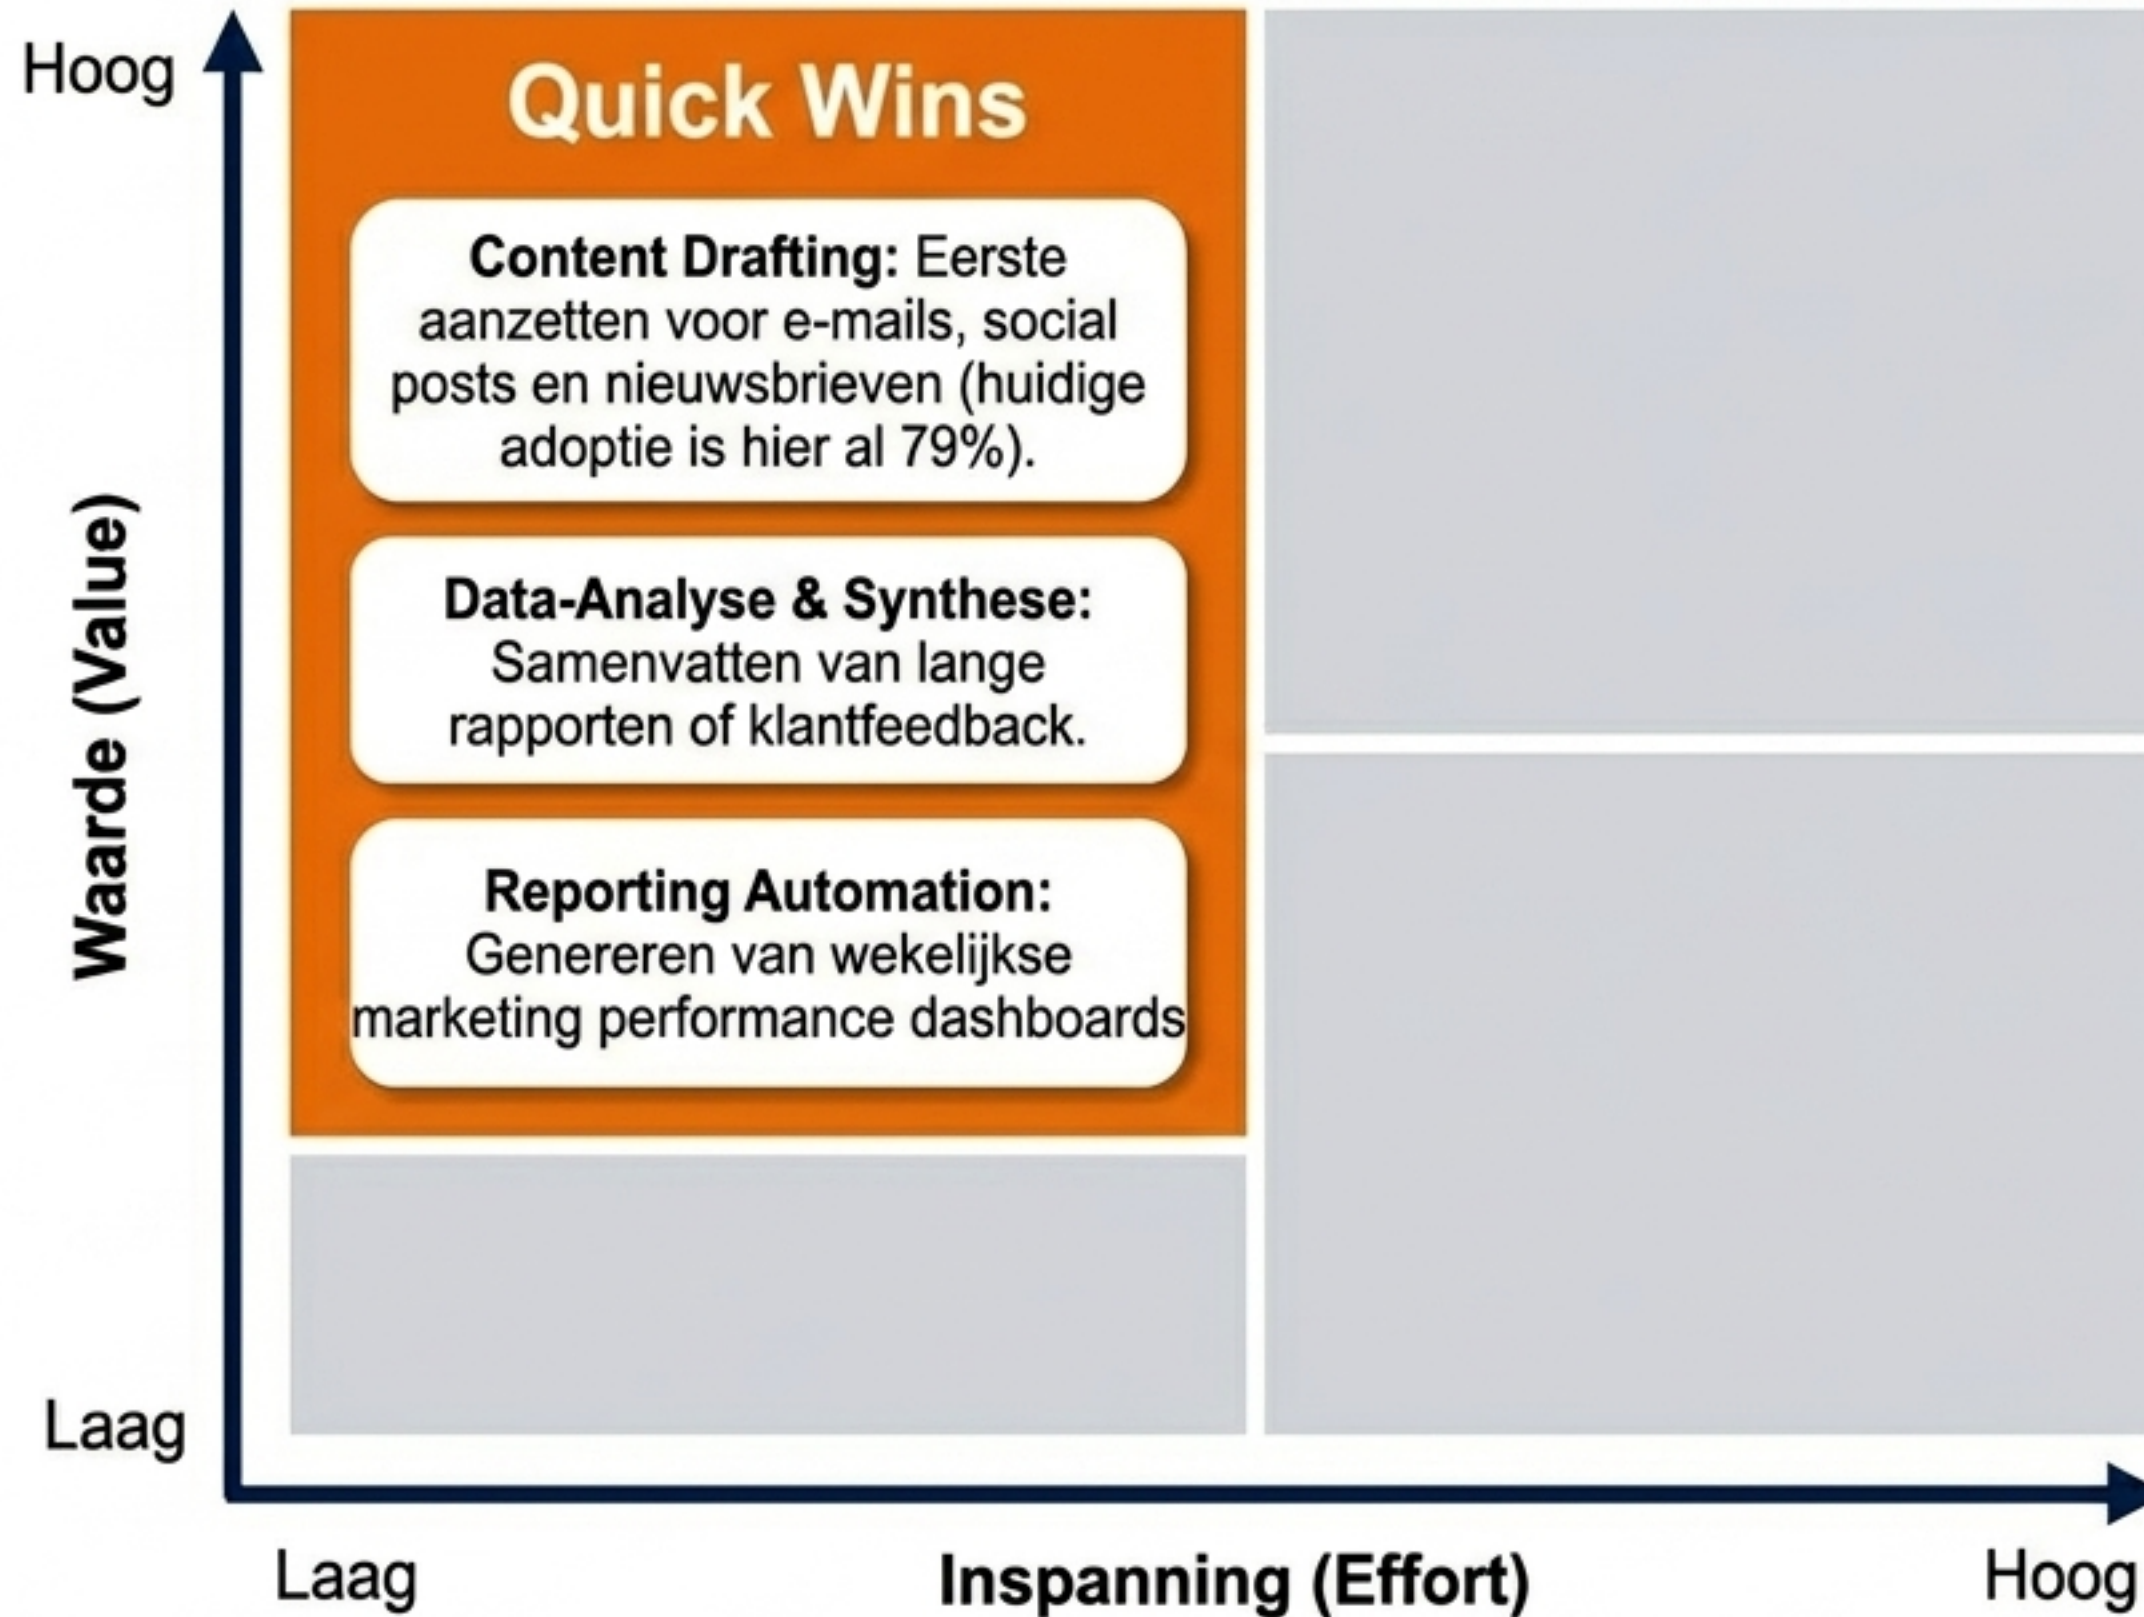 Hoog
Quick Wins
Content Drafting: Eerste
aanzetten voor e-mails, social
posts en nieuwsbrieven (huidige
adoptie is hier al 79%).
Data-Analyse & Synthese:
Samenvatten van lange
rapporten of klantfeedback.
Reporting Automation:
Genereren van wekelijkse
marketing performance dashboards
Waarde (Value)
Laag
Laag
Inspanning (Effort)
Hoog